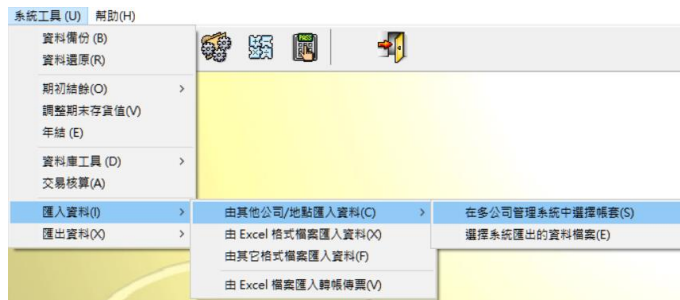 系統工具 (U) 幫助(H)
資料備份 (B)
資料還原(R)
PASS
期初結餘(O)
調整期末存貨值(V)
年結 (E)
資料庫工具 (D)
交易核算(A)
匯入資料(I) 由其他公司/地點匯入資料(C) 在多公司管理系統中選擇帳套(S)
匯出資料(X) 由 Excel 格式檔案匯入資料(X) 選擇系統匯出的資料檔案(E)
由其它格式檔案匯入資料(F)
由 Excel 檔案匯入轉帳傳票(V)